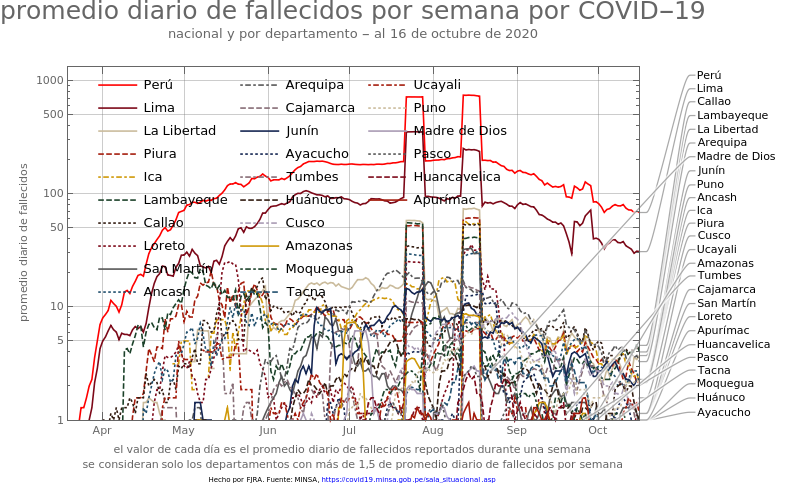 promedio diario de fallecidos por semana por COVID−19
nacional y por departamento − al 16 de octubre de 2020
promedio diario de fallecidos
1000
500
100
50
10
5
1
Apr
May
Jun
Jul
Aug
Sep
Oct
Perú
Lima
La Libertad
Piura
Ica
Lambayeque
Callao
Loreto
San Martín
Ancash
Arequipa
Cajamarca
Junín
Ayacucho
Tumbes
Huánuco
Cusco
Amazonas
Moquegua
Tacna
Ucayali
Puno
Madre de Dios
Pasco
Huancavelica
Apurímac
Perú
Lima
Callao
Lambayeque
La Libertad
Arequipa
Madre de Dios
Junín
Puno
Ancash
Ica
Piura
Cusco
Ucayali
Amazonas
Tumbes
Cajamarca
San Martín
Loreto
Apurímac
Huancavelica
Pasco
Tacna
Moquegua
Huánuco
Ayacucho
el valor de cada día es el promedio diario de fallecidos reportados durante una semana
se consideran solo los departamentos con más de 1,5 de promedio diario de fallecidos por semana
Hecho por FJRA. Fuente: MINSA, https://covid19.minsa.gob.pe/sala_situacional.asp